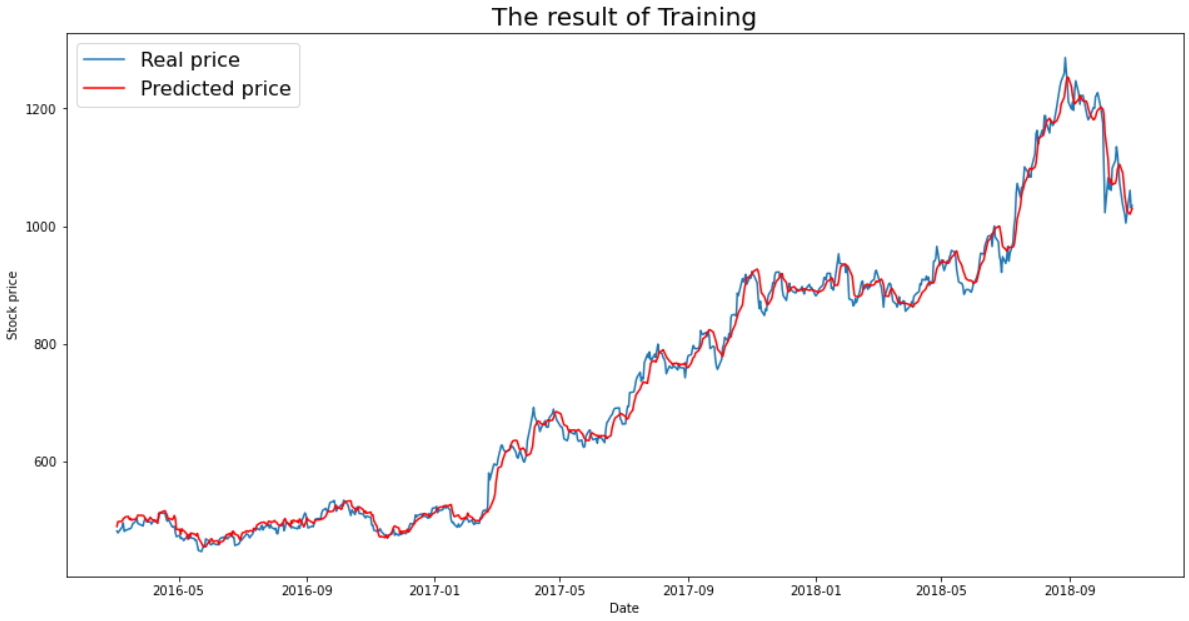 The result of Training
Real price
Predicted price
1200
1000
800
600
Stock price
2016-05 2016-09 2017-01 2017-05 2017-09 2018-01 2018-05 2018-09
Date